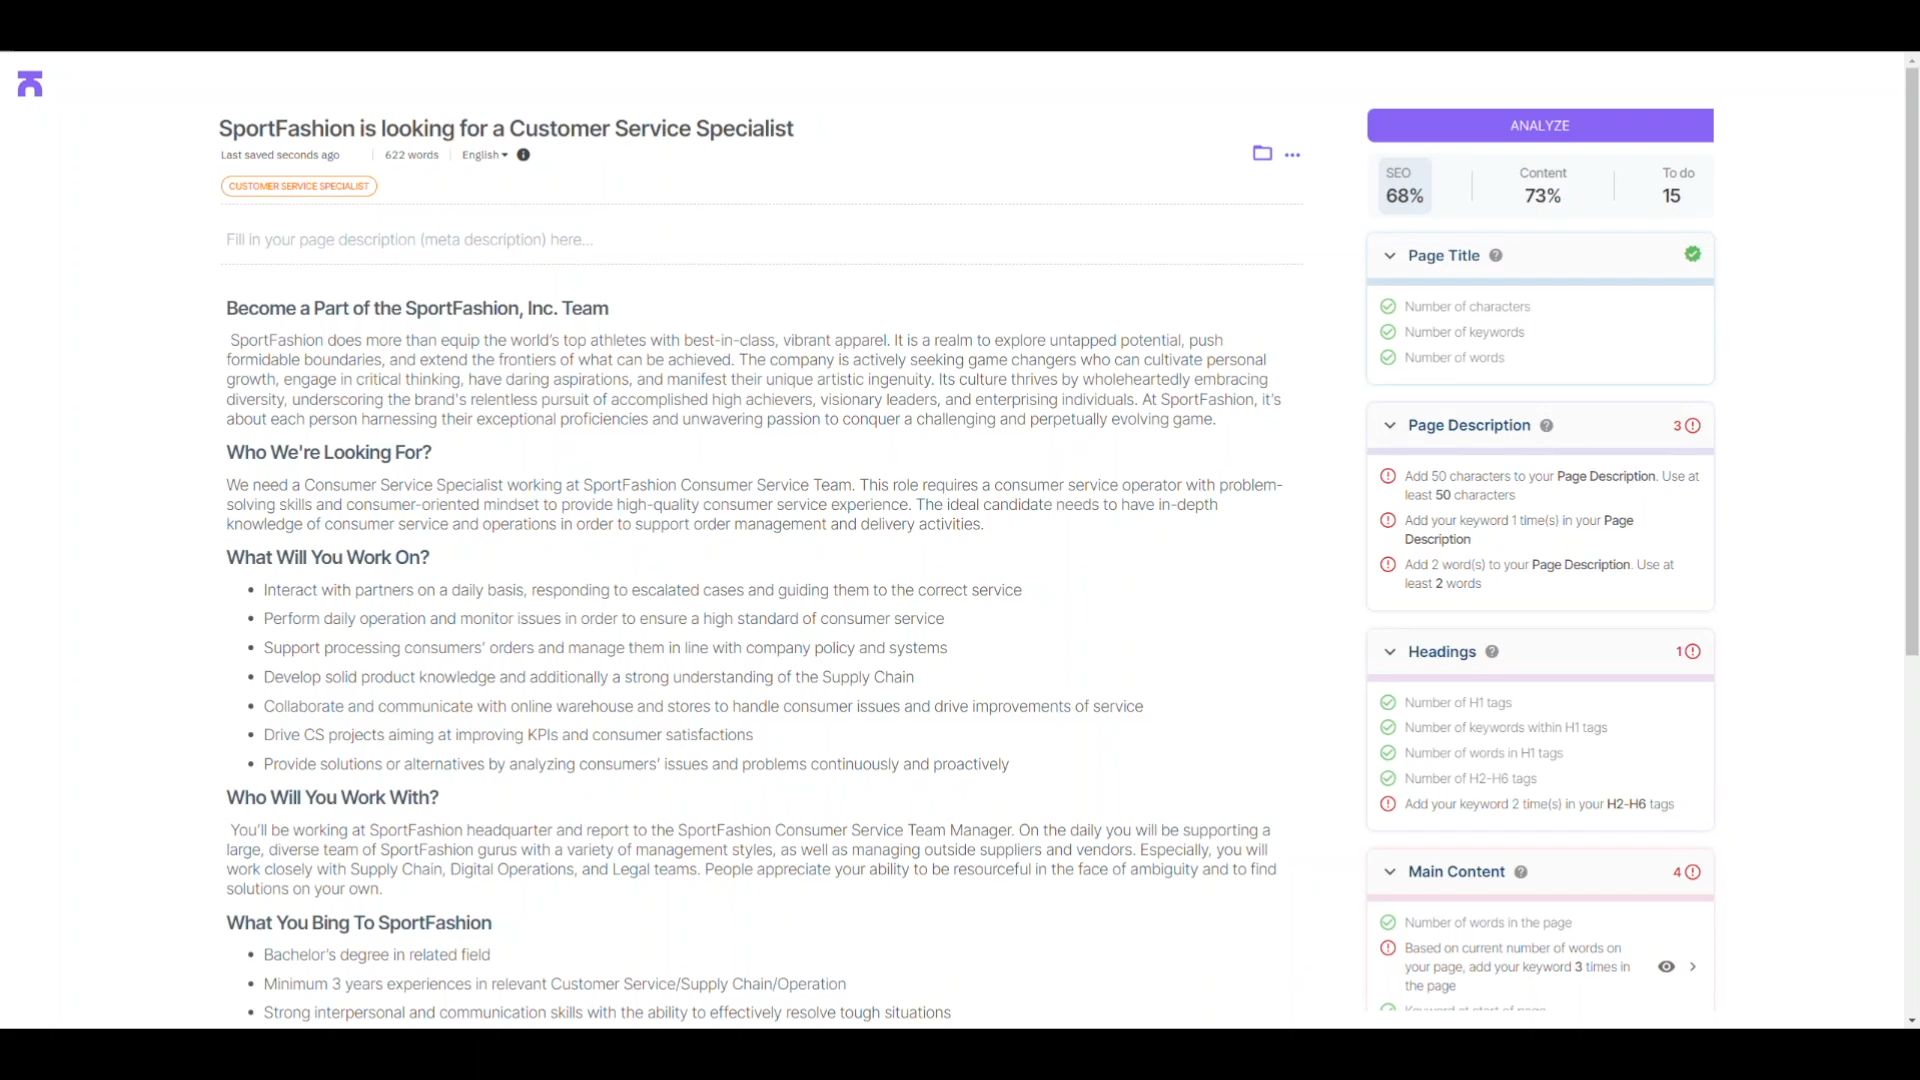 SportFashion is looking for a Customer Service Specialist
Last saved seconds ago
622 words
English
CUSTOMER SERVICE SPECIALIST
Fill in your page description (meta description) here...
Become a Part of the SportFashion, Inc. Team
SportFashion does more than equip the world's top athletes with best-in-class, vibrant apparel. It is a realm to explore untapped potential, push
formidable boundaries, and extend the frontiers of what can be achieved. The company is actively seeking game changers who can cultivate personal
growth, engage in critical thinking, have daring aspirations, and manifest their unique artistic ingenuity. Its culture thrives by wholeheartedly embracing
diversity, underscoring the brand's relentless pursuit of accomplished high achievers, visionary leaders, and enterprising individuals. At SportFashion, it's
about each person harnessing their exceptional proficiencies and unwavering passion to conquer a challenging and perpetually evolving game.
Who We're Looking For?
We need a Consumer Service Specialist working at SportFashion Consumer Service Team. This role requires a consumer service operator with problem-
solving skills and consumer-oriented mindset to provide high-quality consumer service experience. The ideal candidate needs to have in-depth
knowledge of consumer service and operations in order to support order management and delivery activities.
What Will You Work On?
• Interact with partners on a daily basis, responding to escalated cases and guiding them to the correct service
• Perform daily operation and monitor issues in order to ensure a high standard of consumer service
• Support processing consumers' orders and manage them in line with company policy and systems
• Develop solid product knowledge and additionally a strong understanding of the Supply Chain
• Collaborate and communicate with online warehouse and stores to handle consumer issues and drive improvements of service
• Drive CS projects aiming at improving KPIs and consumer satisfactions
• Provide solutions or alternatives by analyzing consumers' issues and problems continuously and proactively
Who Will You Work With?
You'll be working at SportFashion headquarter and report to the SportFashion Consumer Service Team Manager. On the daily you will be supporting a
large, diverse team of SportFashion gurus with a variety of management styles, as well as managing outside suppliers and vendors. Especially, you will
work closely with Supply Chain, Digital Operations, and Legal teams. People appreciate your ability to be resourceful in the face of ambiguity and to find
solutions on your own.
What You Bing To SportFashion
• Bachelor's degree in related field
• Minimum 3 years experiences in relevant Customer Service/Supply Chain/Operation
• Strong interpersonal and communication skills with the ability to effectively resolve tough situations
ANALYZE
SEO
68%
Content
73%
To do
15
Page Title
Number of characters
Number of keywords
Number of words
Page Description
3
Add 50 characters to your Page Description. Use at
least 50 characters
Add your keyword 1 time(s) in your Page
Description
Add 2 word(s) to your Page Description. Use at
least 2 words
Headings
1
Number of H1 tags
Number of keywords within H1 tags
Number of words in H1 tags
Number of H2-H6 tags
Add your keyword 2 time(s) in your H2-H6 tags
Main Content
4
Number of words in the page
Based on current number of words on
your page, add your keyword 3 times in
the page